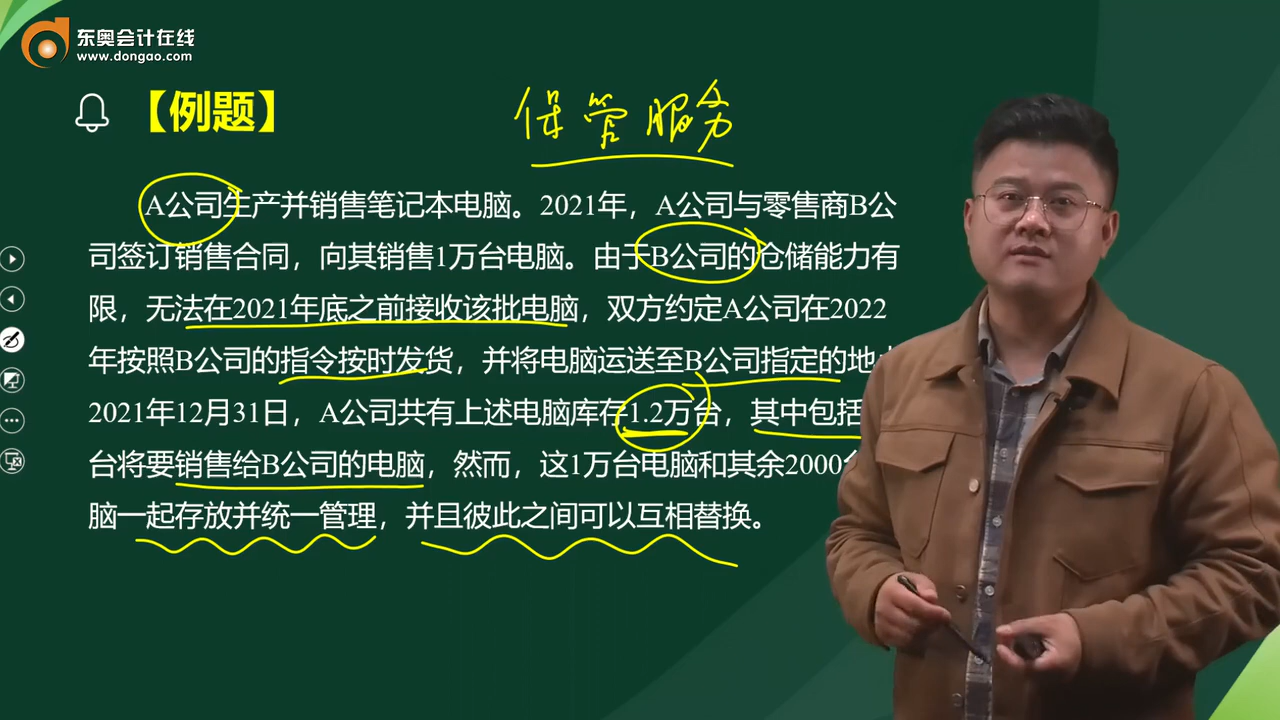 东奥会计在线
www.dongao.com
【例题】
保管服务
A公司生产并销售笔记本电脑。2021年，A公司与零售商B公
司签订销售合同，向其销售1万台电脑。由于B公司的仓储能力有
限，无法在2021年底之前接收该批电脑，双方约定A公司在2022
年按照B公司的指令按时发货，并将电脑运送至B公司指定的地
2021年12月31日，A公司共有上述电脑库存1.2万台，其中包括
台将要销售给B公司的电脑，然而，这1万台电脑和其余2000
脑一起存放并统一管理，并且彼此之间可以互相替换。